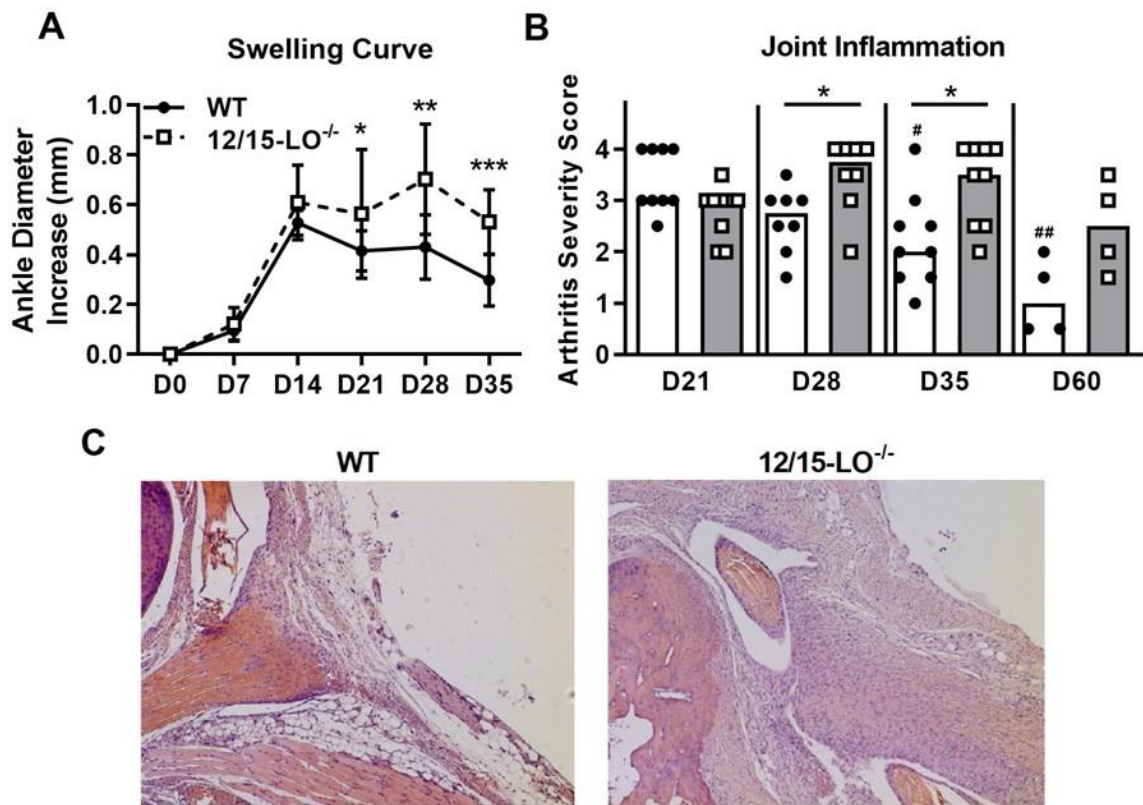 A
Swelling Curve
WT
12/15-LO-/-
Ankle Diameter
Increase (mm)
1.0
0.8
0.6
0.4
0.2
0.0
*
**
***
D0 D7 D14 D21 D28 D35
B
Joint Inflammation
Arthritis Severity Score
4
3
2
1
0
*
*
#
##
D21 D28 D35 D60
C
WT
12/15-LO-/-